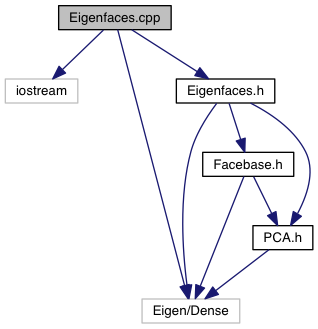 Eigenfaces.cpp
iostream
Eigenfaces.h
Facebase.h
PCA.h
Eigen/Dense